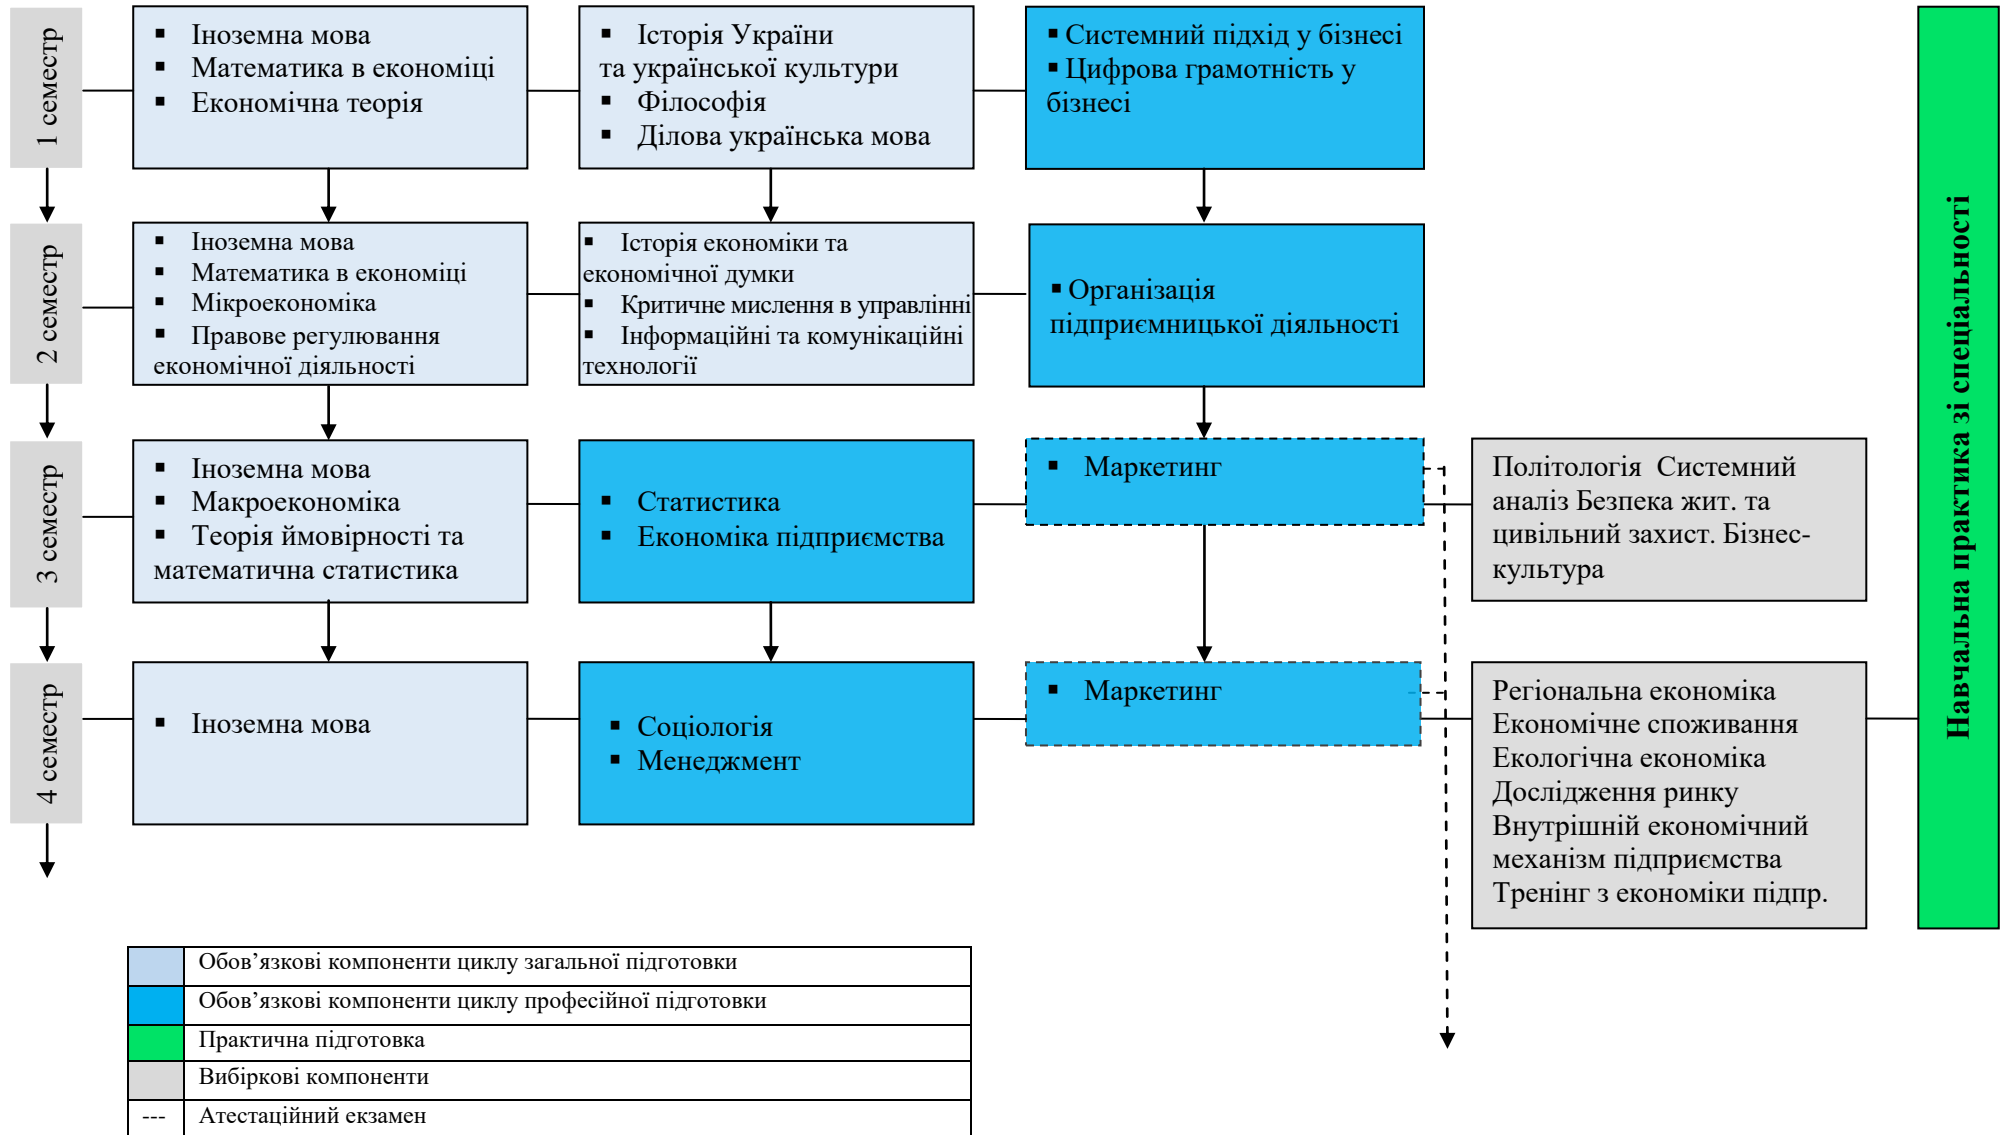 1 семестр
Іноземна мова
Математика в економіці
Економічна теорія
Історія України
та української культури
Філософія
Ділова українська мова
Системний підхід у бізнесі
Цифрова грамотність у
бізнесі
2 семестр
Іноземна мова
Математика в економіці
Мікроекономіка
Правове регулювання
економічної діяльності
Історія економіки та
економічної думки
Критичне мислення в управлінні
Інформаційні та комунікаційні
технології
Організація
підприємницької діяльності
3 семестр
Іноземна мова
Макроекономіка
Теорія ймовірності та
математична статистика
Статистика
Економіка підприємства
Маркетинг
Політологія Системний
аналіз Безпека жит. та
цивільний захист. Бізнес-
культура
4 семестр
Іноземна мова
Соціологія
Менеджмент
Маркетинг
Регіональна економіка
Економічне споживання
Екологічна економіка
Дослідження ринку
Внутрішній економічний
механізм підприємства
Тренінг з економіки підпр.
Навчальна практика зі спеціальності
Обов’язкові компоненти циклу загальної підготовки
Обов’язкові компоненти циклу професійної підготовки
Практична підготовка
Вибіркові компоненти
--- Атестаційний екзамен